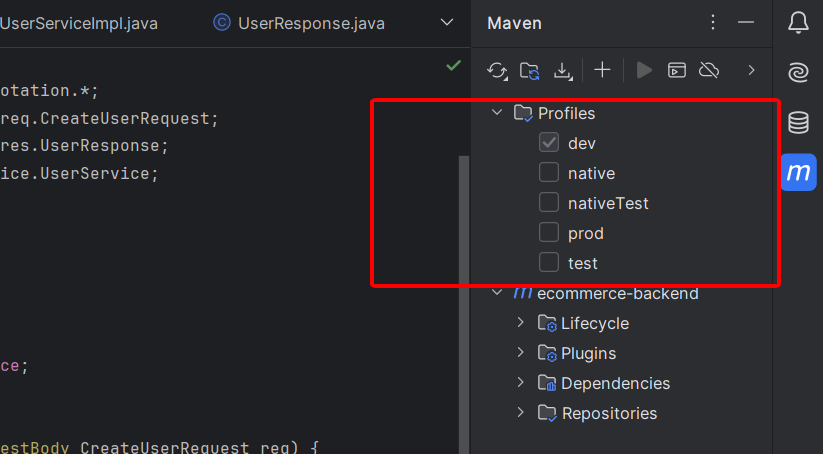 UserServiceImpl.java
UserResponse.java
Maven
otation.*;
req.CreateUserRequest;
res.UserResponse;
ice.UserService;
Profiles
dev
native
nativeTest
prod
test
m
ecommerce-backend
Lifecycle
Plugins
Dependencies
Repositories
ce;
estBody CreateUserRequest req) {